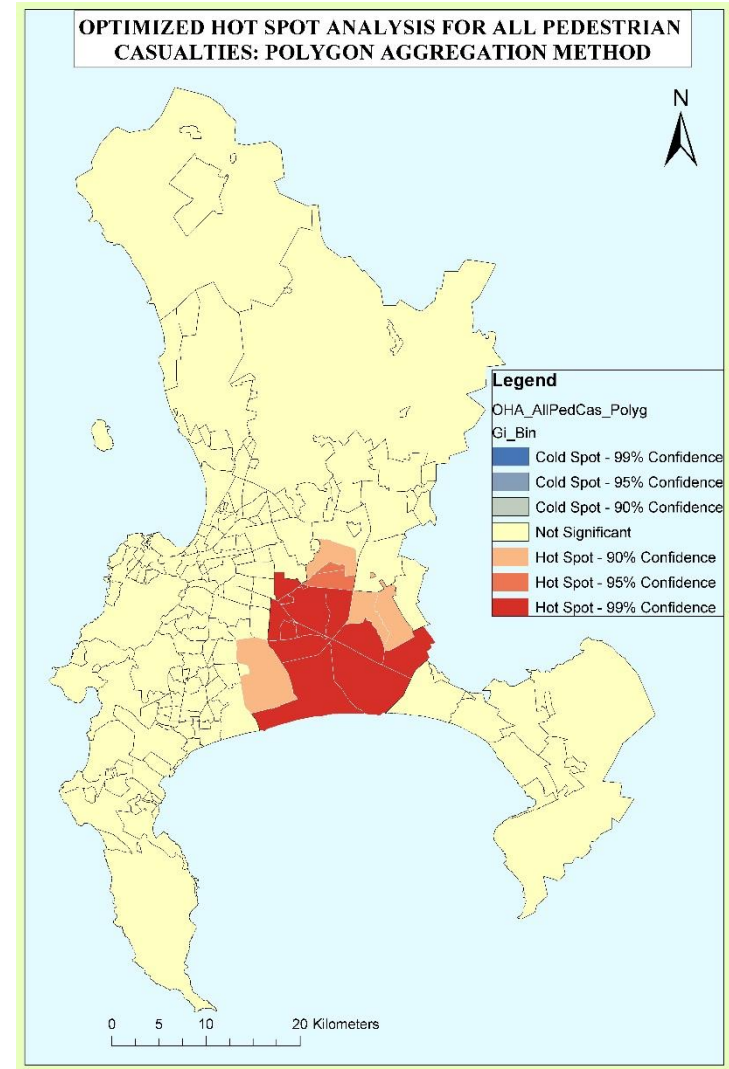 OPTIMIZED HOT SPOT ANALYSIS FOR ALL PEDESTRIAN
CASUALTIES: POLYGON AGGREGATION METHOD
N
Legend
OHA_AllPedCas_Polyg
Gi_Bin
Cold Spot - 99% Confidence
Cold Spot - 95% Confidence
Cold Spot - 90% Confidence
Not Significant
Hot Spot - 90% Confidence
Hot Spot - 95% Confidence
Hot Spot - 99% Confidence
0 5 10 20 Kilometers